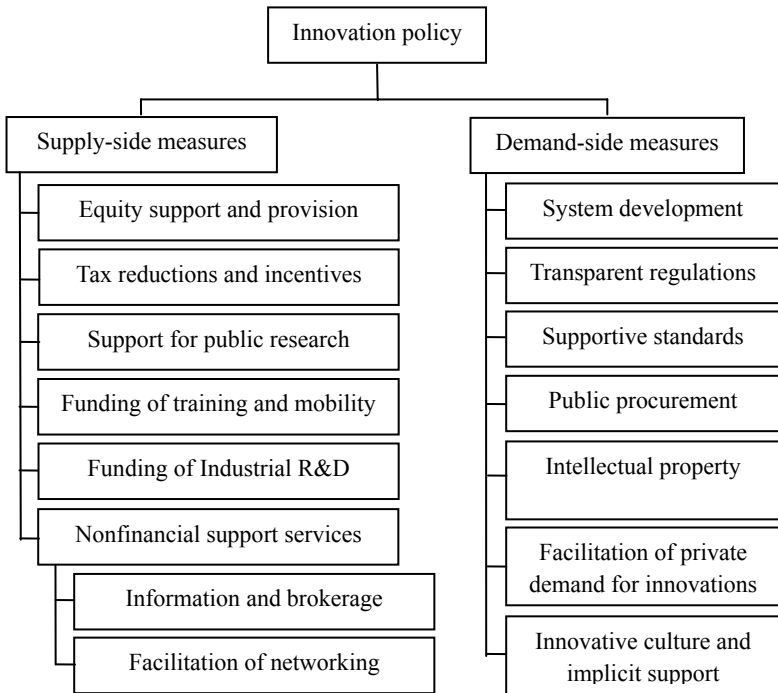 Innovation policy
Supply-side measures
Equity support and provision
Tax reductions and incentives
Support for public research
Funding of training and mobility
Funding of Industrial R&D
Nonfinancial support services
Information and brokerage
Facilitation of networking
Demand-side measures
System development
Transparent regulations
Supportive standards
Public procurement
Intellectual property
Facilitation of private
demand for innovations
Innovative culture and
implicit support